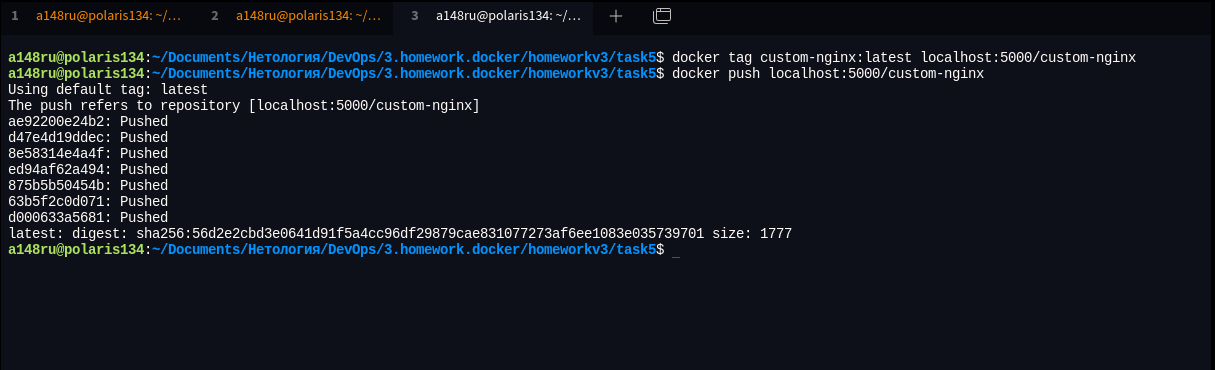 1 a148ru@polaris134: ~/... 2 a148ru@polaris134: ~/... 3 a148ru@polaris134: ~/...
a148ru@polaris134:~/Documents/Нетология/DevOps/3.homework.docker/homeworkv3/task5$ docker tag custom-nginx:latest localhost:5000/custom-nginx
a148ru@polaris134:~/Documents/Нетология/DevOps/3.homework.docker/homeworkv3/task5$ docker push localhost:5000/custom-nginx
Using default tag: latest
The push refers to repository [localhost:5000/custom-nginx]
ae92200e24b2: Pushed
d47e4d19ddec: Pushed
8e58314e4a4f: Pushed
ed94af62a494: Pushed
875b5b50454b: Pushed
63b5f2c0d071: Pushed
d000633a5681: Pushed
latest: digest: sha256:56d2e2cbd3e0641d91f5a4cc96df29879cae831077273af6ee1083e035739701 size: 1777
a148ru@polaris134:~/Documents/Нетология/DevOps/3.homework.docker/homeworkv3/task5$ _